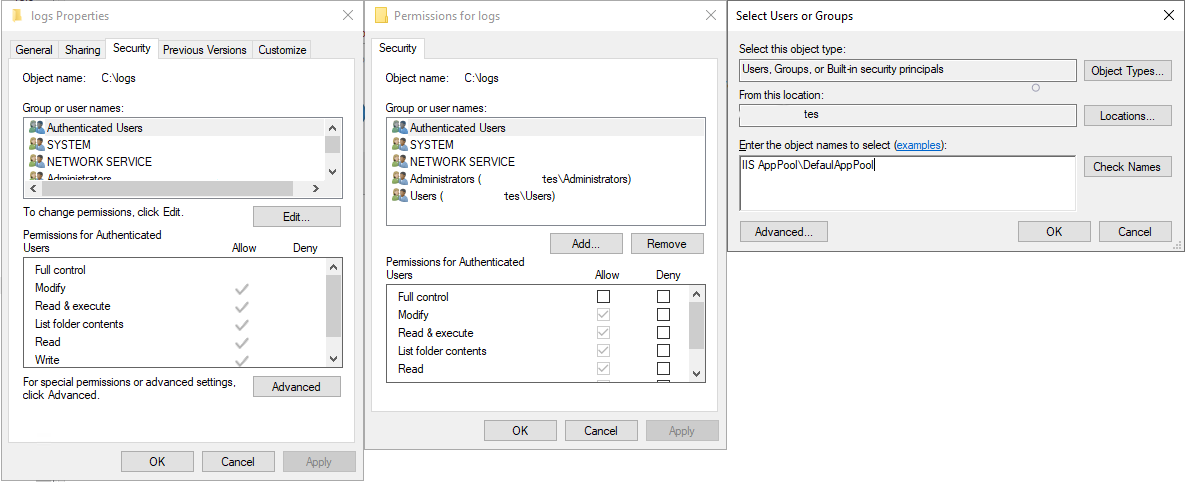 logs Properties
General Sharing Security Previous Versions Customize
Object name: C:\logs
Group or user names:
Authenticated Users
SYSTEM
NETWORK SERVICE
Administrators
To change permissions, click Edit.
Edit...
Permissions for Authenticated
Users Allow Deny
Full control
Modify
Read & execute
List folder contents
Read
Write
For special permissions or advanced settings,
click Advanced.
Advanced
OK Cancel Apply
Permissions for logs
Security
Object name: C:\logs
Group or user names:
Authenticated Users
SYSTEM
NETWORK SERVICE
Administrators ( tes\Administrators)
Users ( tes\Users)
Add... Remove
Permissions for Authenticated
Users Allow Deny
Full control
Modify
Read & execute
List folder contents
Read
OK Cancel Apply
Select Users or Groups
Select this object type:
Users, Groups, or Built-in security principals
Object Types...
From this location:
tes
Locations...
Enter the object names to select (examples):
IIS AppPool\DefaulAppPool
Check Names
Advanced... OK Cancel